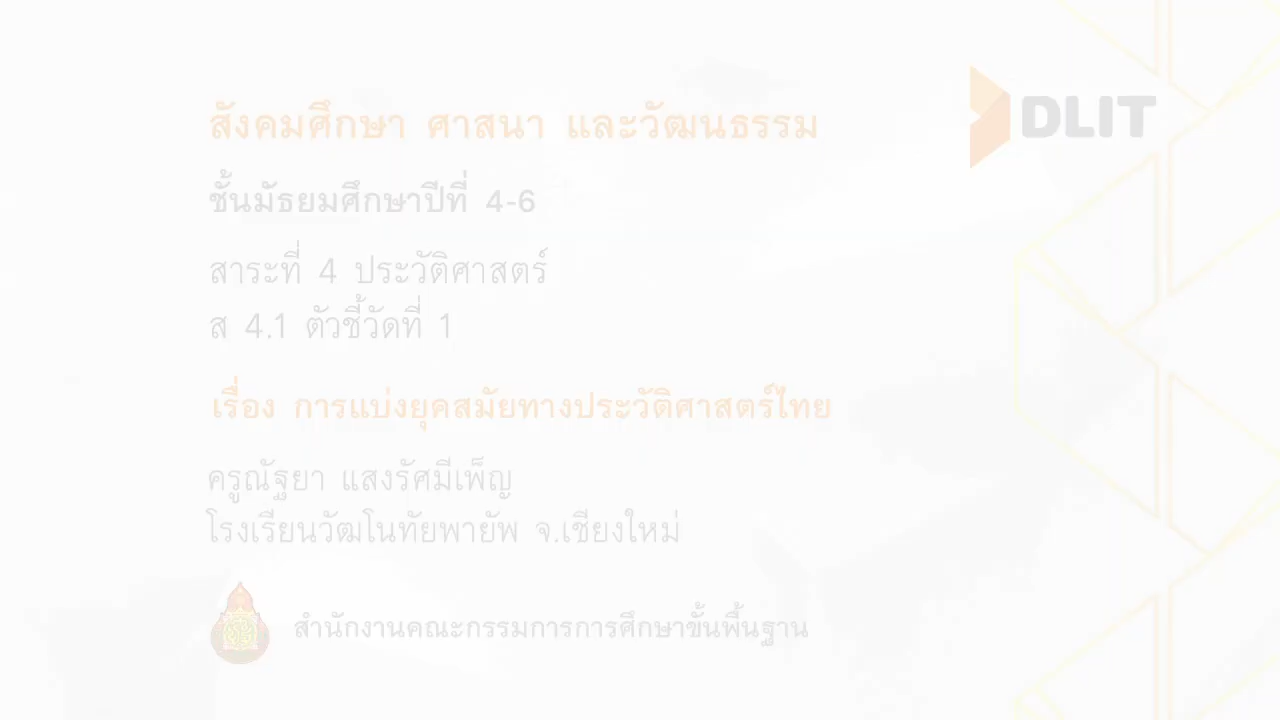 สังคมศึกษา ศาสนา และวัฒนธรรม
DLIT
ชั้นมัธยมศึกษาปีที่ 4-6
สาระที่ 4 ประวัติศาสตร์
ส 4.1 ตัวชี้วัดที่ 1
เรื่อง การแบ่งยุคสมัยทางประวัติศาสตร์ไทย
ครูณัฐยา แสงรัศมีเพ็ญ
โรงเรียนวัฒโนทัยพายัพ จ.เชียงใหม่
สำนักงานคณะกรรมการการศึกษาขั้นพื้นฐาน